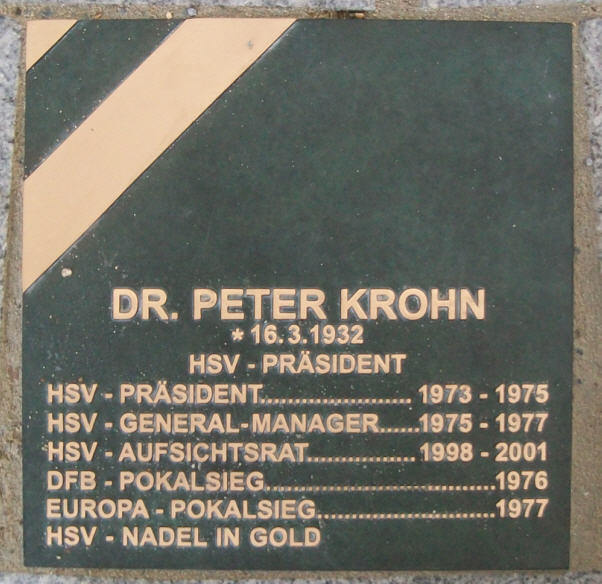 DR. PETER KROHN
* 16.3.1932
HSV - PRÄSIDENT
HSV - PRÄSIDENT....................... 1973 - 1975
HSV - GENERAL-MANAGER......1975 - 1977
HSV - AUFSICHTSRAT................ 1998 - 2001
DFB - POKALSIEG...................................1976
EUROPA - POKALSIEG...........................1977
HSV - NADEL IN GOLD